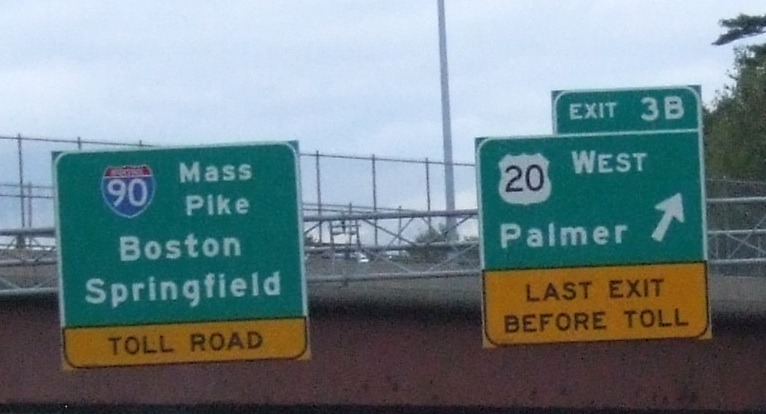 90 Mass
Pike
Boston
Springfield
TOLL ROAD
EXIT 3B
20 WEST
Palmer
LAST EXIT
BEFORE TOLL